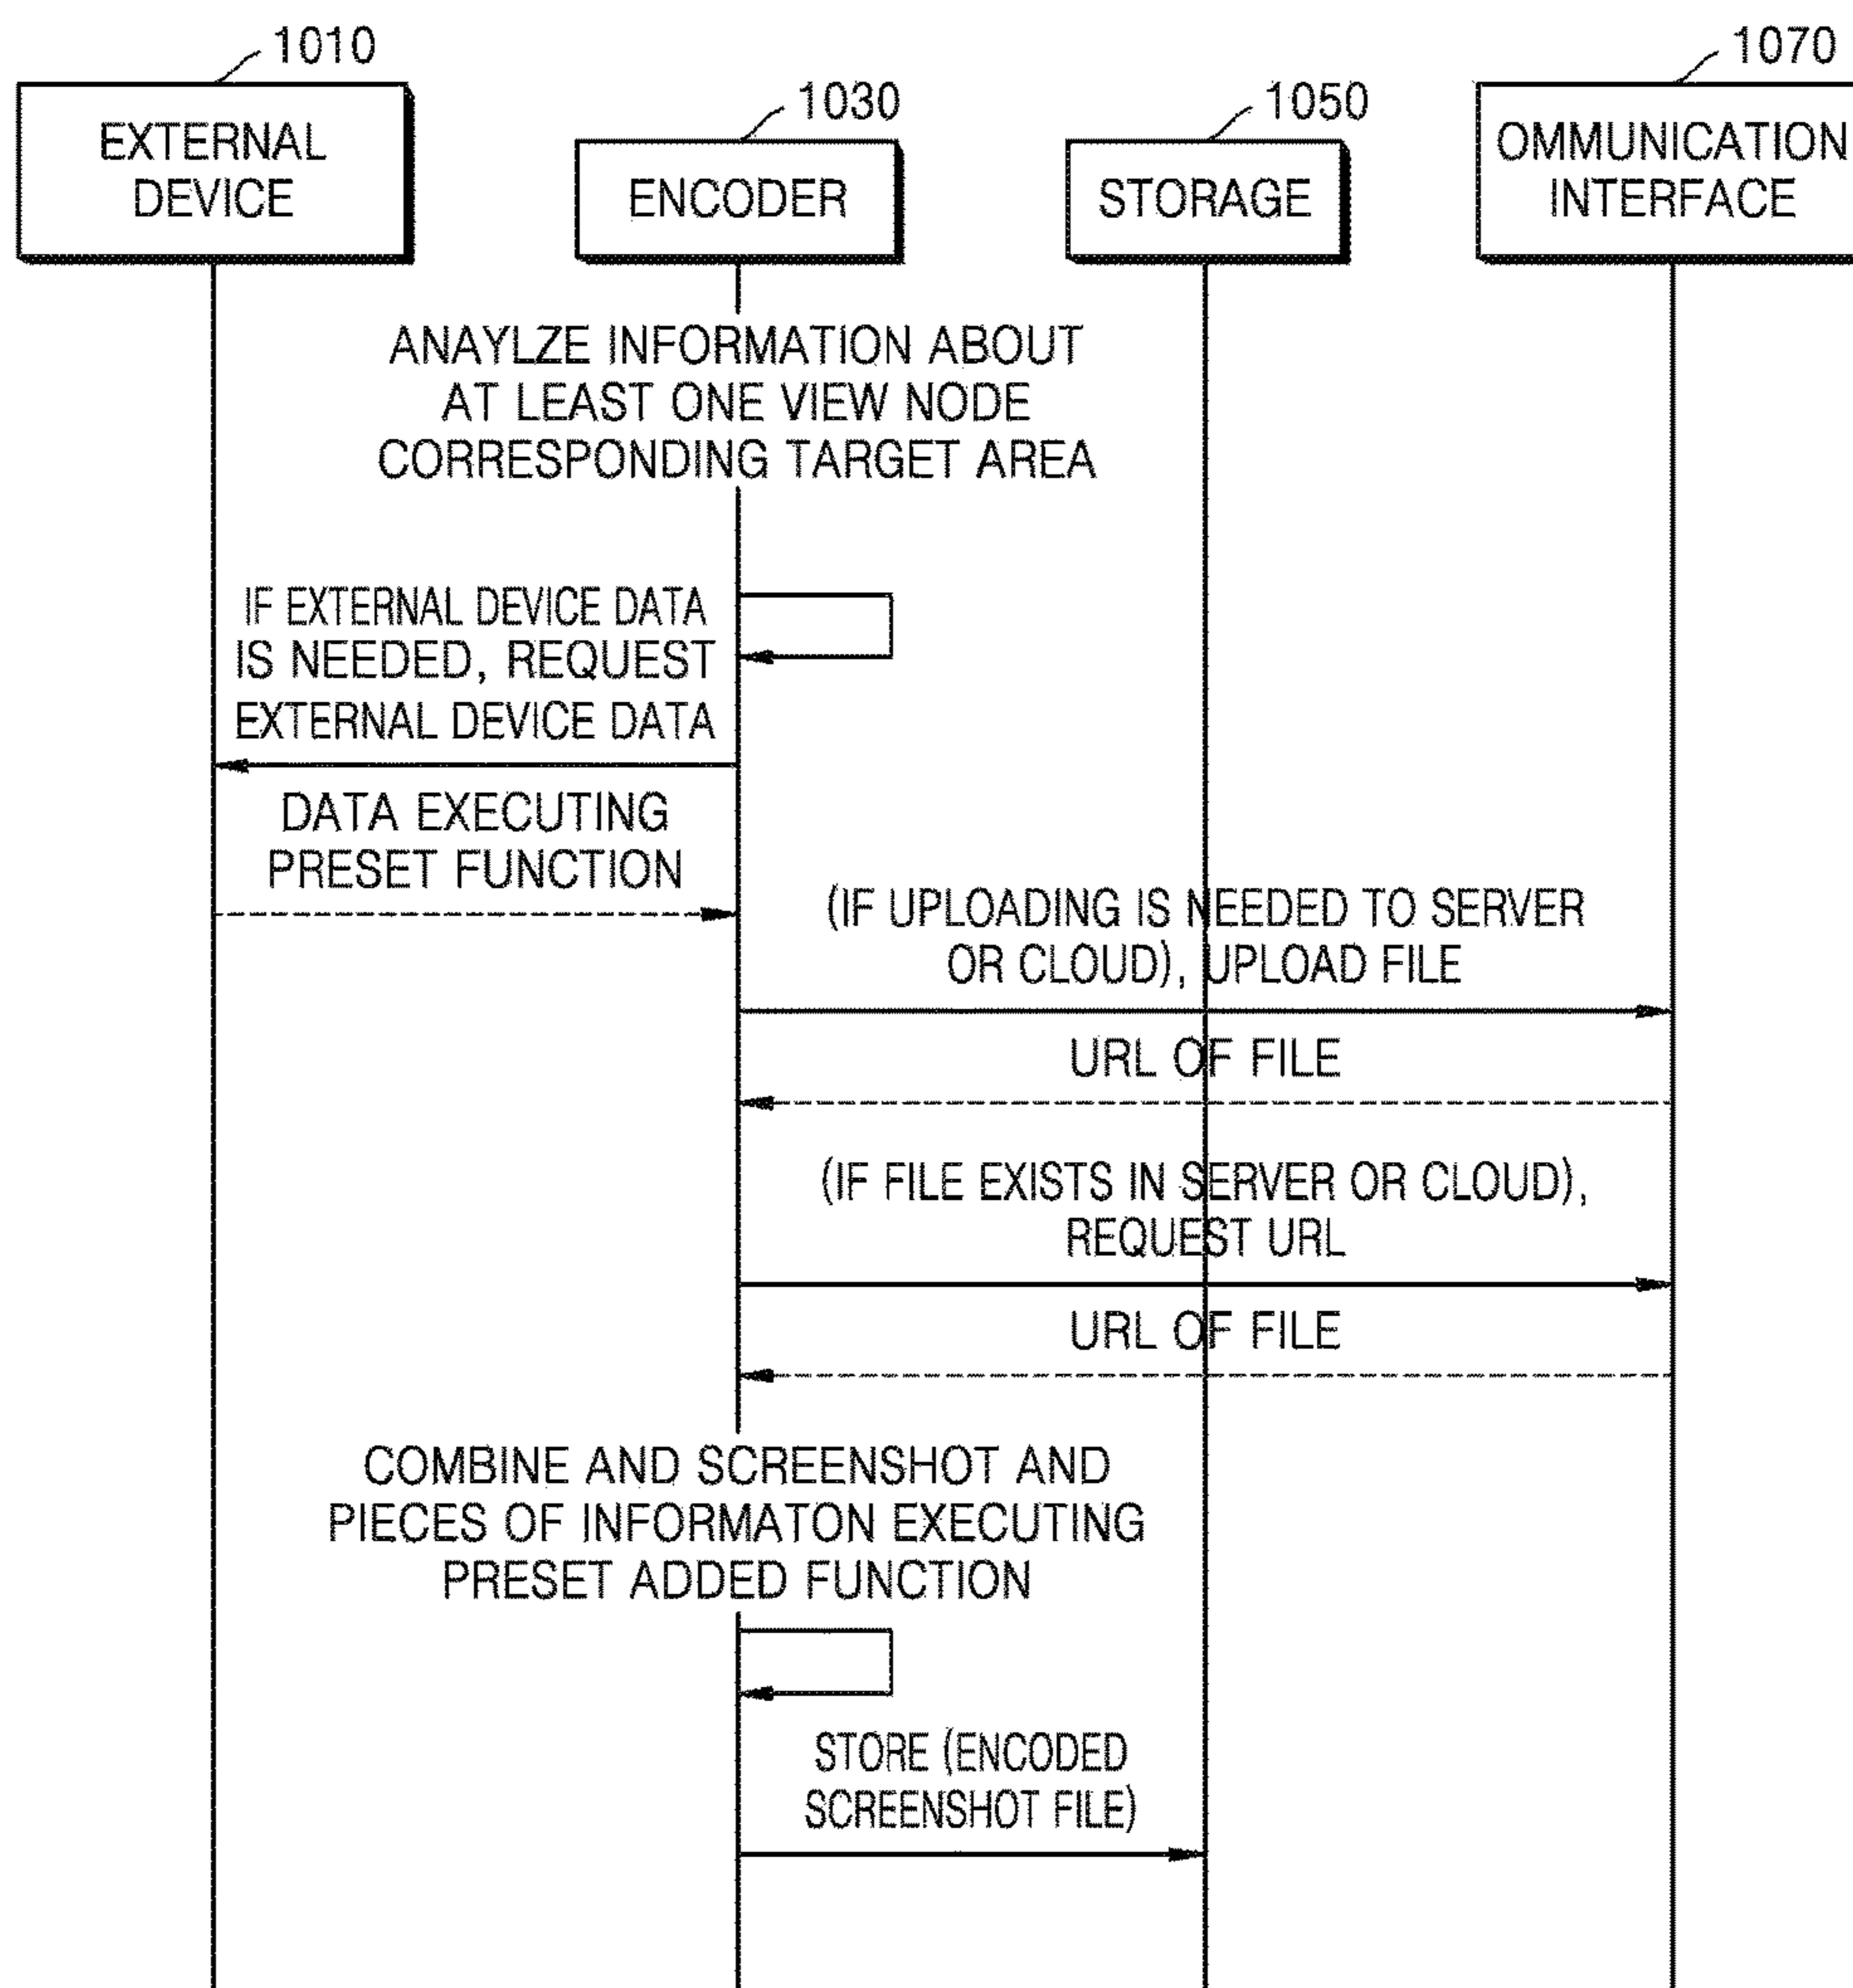 1010
EXTERNAL
DEVICE
1030
ENCODER
1050
STORAGE
1070
OMMUNICATION
INTERFACE
ANAYLZE INFORMATION ABOUT
AT LEAST ONE VIEW NODE
CORRESPONDING TARGET AREA
IF EXTERNAL DEVICE DATA
IS NEEDED, REQUEST
EXTERNAL DEVICE DATA
DATA EXECUTING
PRESET FUNCTION
(IF UPLOADING IS NEEDED TO SERVER
OR CLOUD), UPLOAD FILE
URL OF FILE
(IF FILE EXISTS IN SERVER OR CLOUD),
REQUEST URL
URL OF FILE
COMBINE AND SCREENSHOT AND
PIECES OF INFORMATON EXECUTING
PRESET ADDED FUNCTION
STORE (ENCODED
SCREENSHOT FILE)